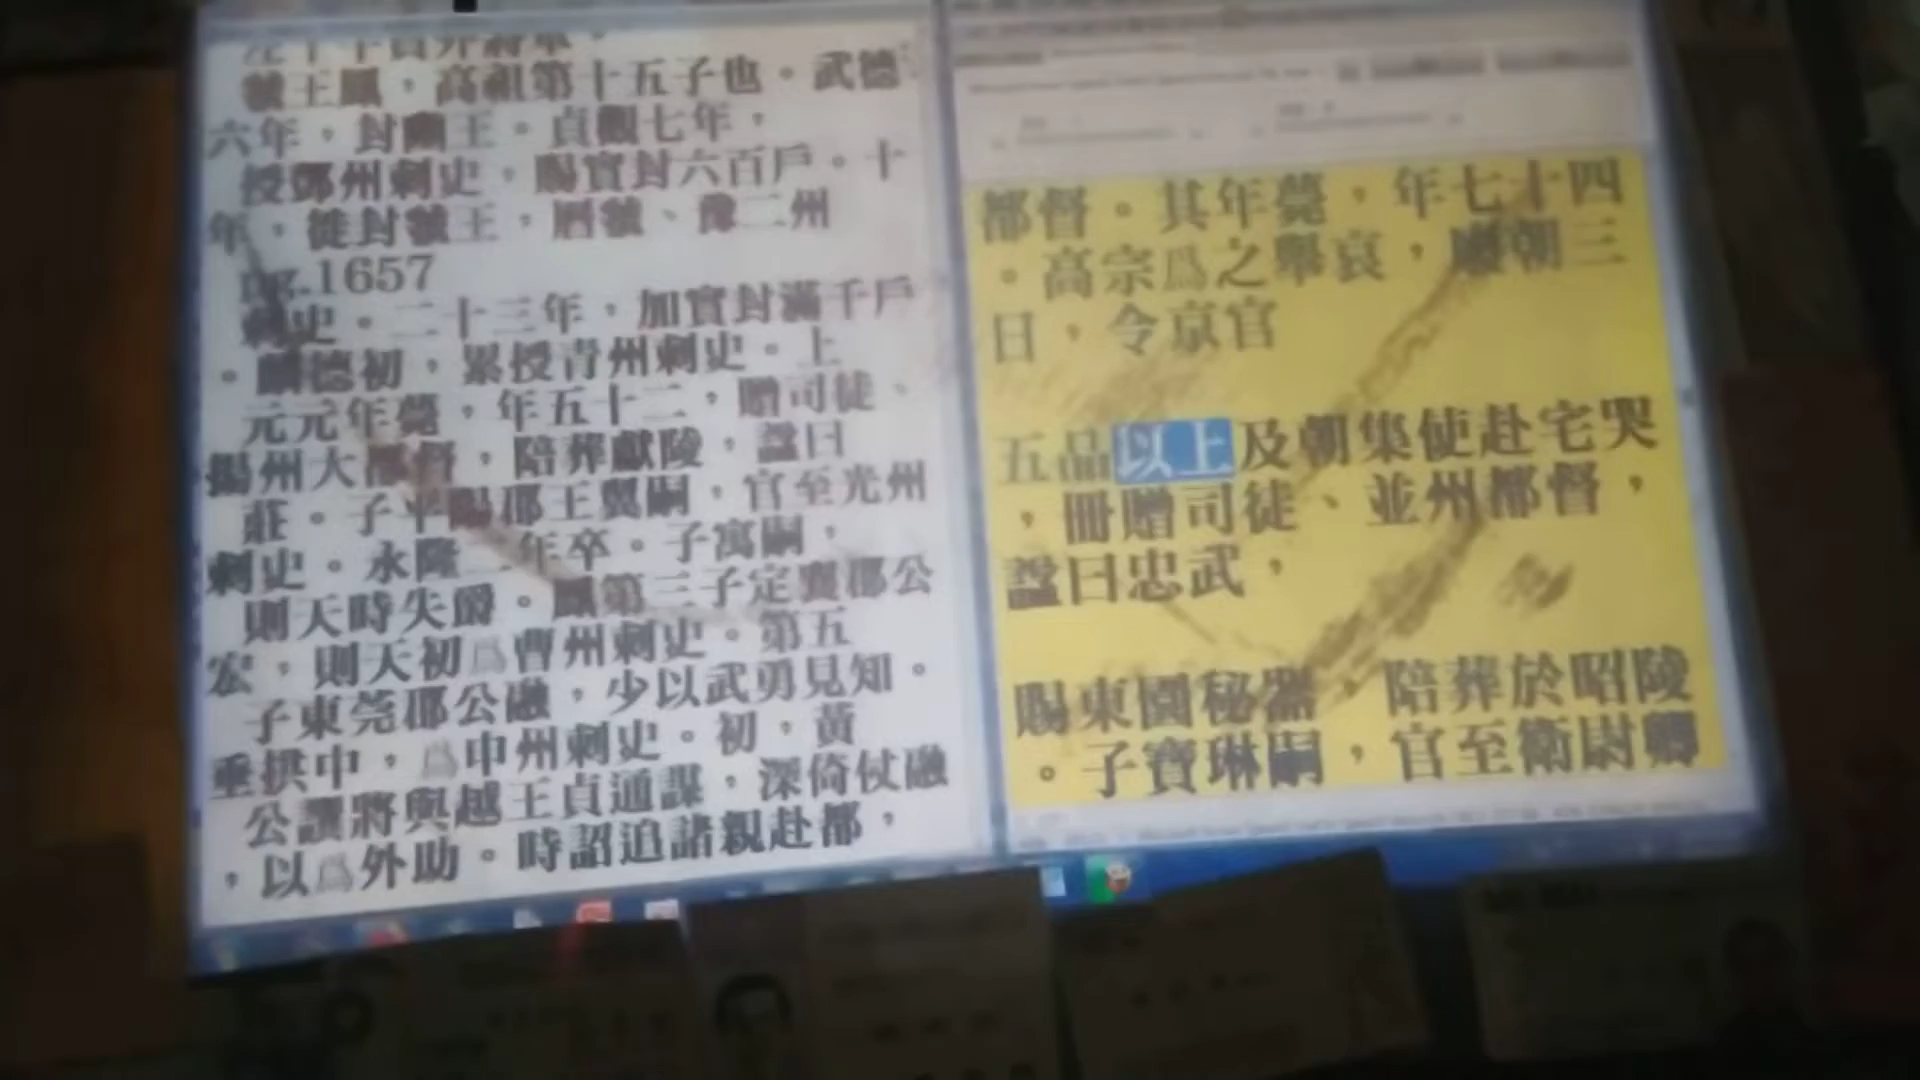 虢王鳳，高祖第十五子也。武德
六年，封豳王。貞觀七年，
授鄧州刺史，賜實封六百戶。十
年，徙封虢王，歷虢、豫二州
1657
刺史。二十三年，加實封滿千戶
。麟德初，累授青州刺史。上
元元年薨，年五十二，贈司徒、
揚州大都督，陪葬獻陵，謚曰
莊。子平陽郡王翼嗣，官至光州
刺史。永隆二年卒。子寓嗣，
則天時失爵。鳳第三子定襄郡公
宏，則天初爲曹州刺史。第五
子東莞郡公融，少以武勇見知。
垂拱中，爲申州刺史。初，黃
公譔將與越王貞通謀，深倚仗融
，以爲外助。時詔追諸親赴都，
都督。其年薨，年七十四
。高宗爲之舉哀，廢朝三
日，令京官
五品以上及朝集使赴宅哭
，冊贈司徒、並州都督，
謚曰忠武，
賜東園秘器，陪葬於昭陵
。子寶琳嗣，官至衛尉卿